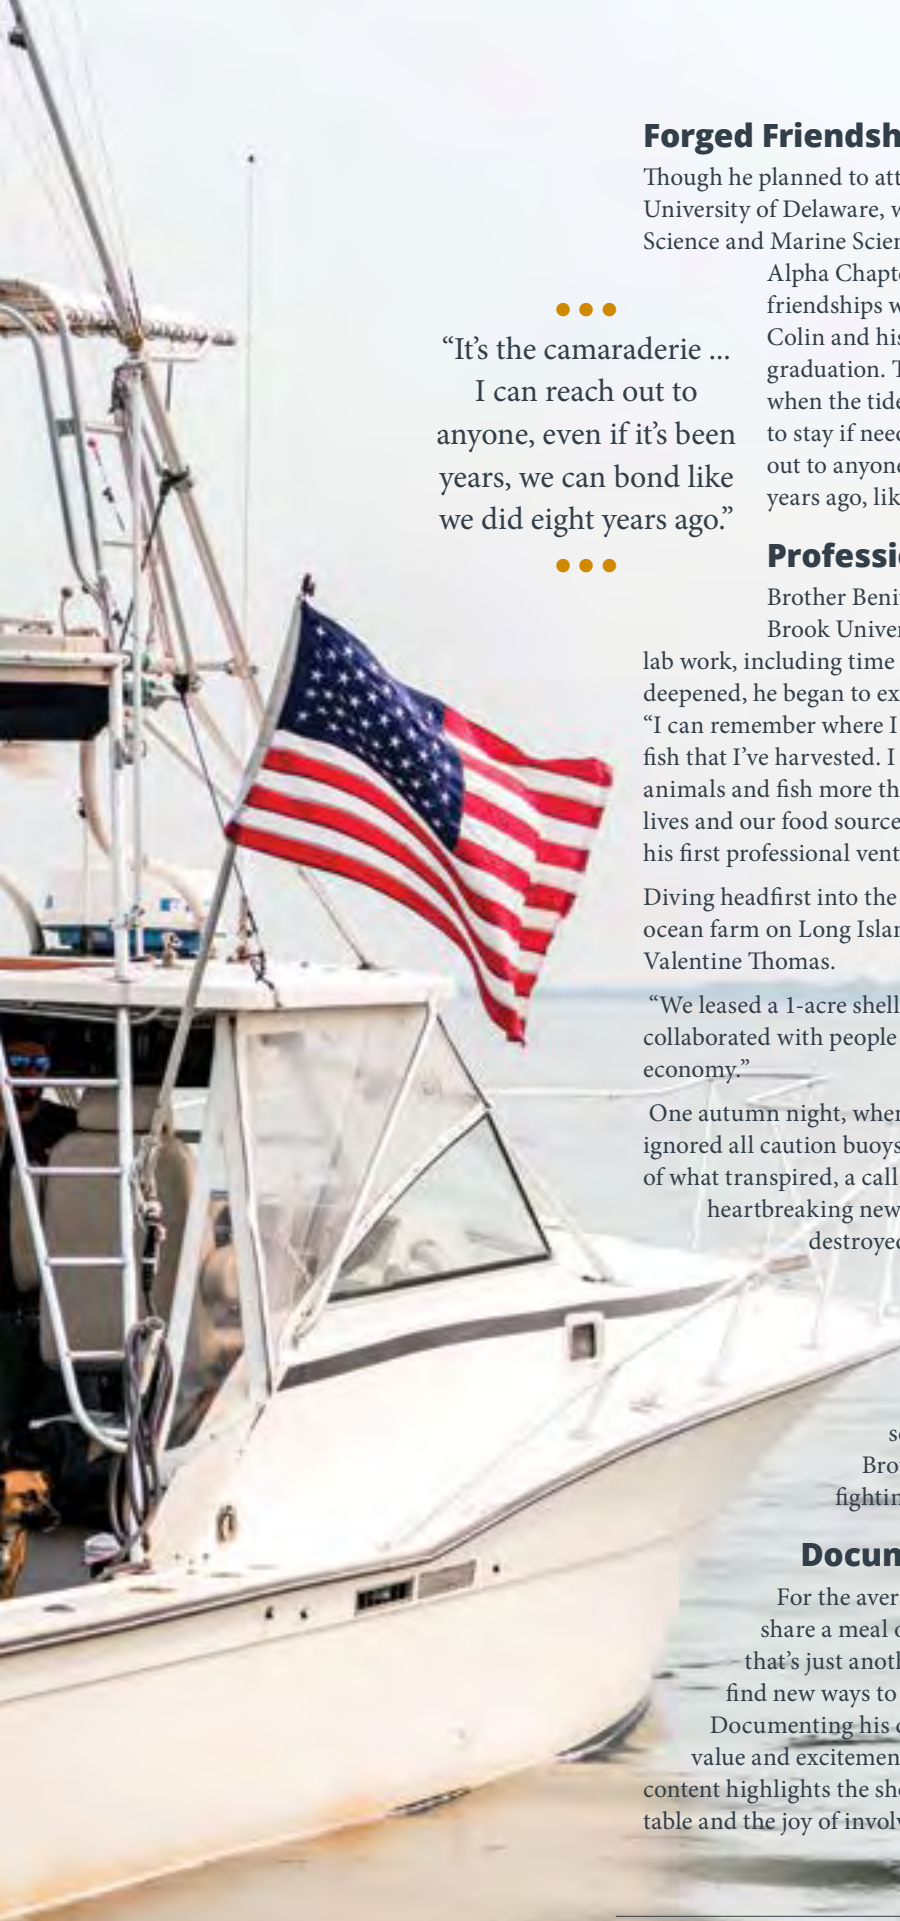 Forged Friendsh
Though he planned to att
University of Delaware, w
Science and Marine Scien
Alpha Chapte
friendships w
Colin and his
graduation. T
when the tide
to stay if need
out to anyone
years ago, lik
“It’s the camaraderie ...
I can reach out to
anyone, even if it’s been
years, we can bond like
we did eight years ago.”
Professio
Brother Beni
Brook Univer
lab work, including time
deepened, he began to ex
“I can remember where I
fish that I’ve harvested. I
animals and fish more th
lives and our food source
his first professional vent
Diving headfirst into the
ocean farm on Long Islan
Valentine Thomas.
“We leased a 1-acre shell
collaborated with people
economy.”
One autumn night, when
ignored all caution buoys
of what transpired, a call
heartbreaking new
destroyed
so
Bro
fightin
Docum
For the aver
share a meal o
that’s just anoth
find new ways to
Documenting his
value and excitemen
content highlights the sh
table and the joy of involv